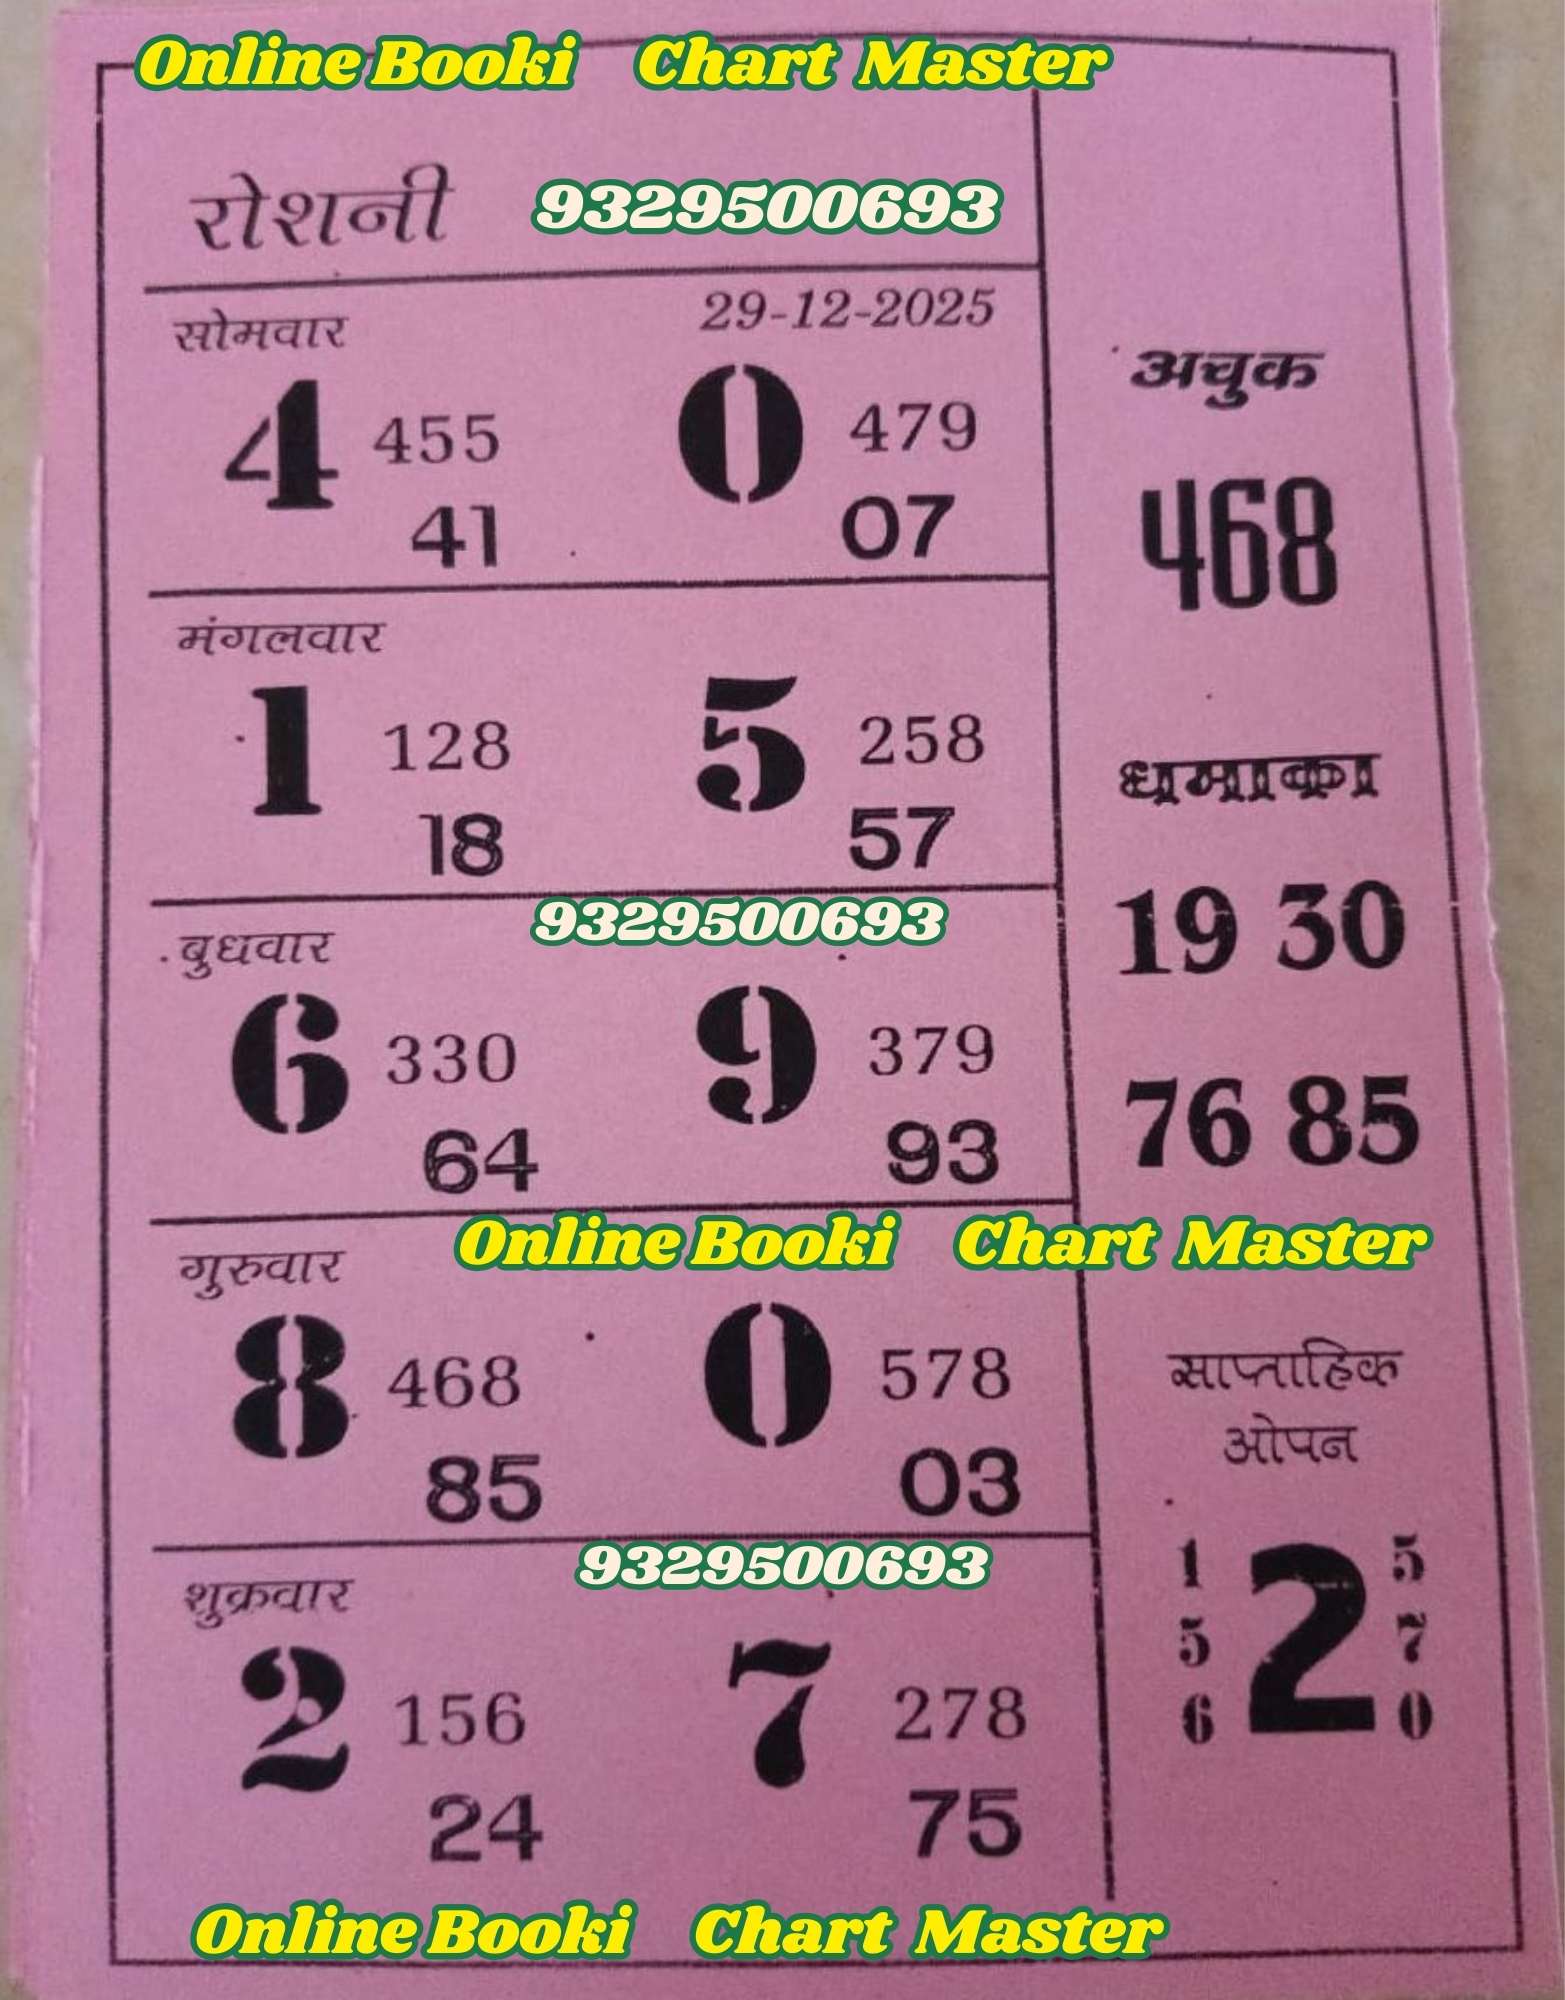 Online Booki Chart Master
रोशनी 9329500693
सोमवार 29-12-2025
4 455 0 479
41 07
मंगलवार
1 128 5 258
18 57
9329500693
बुधवार
6 330 9 379
64 93
Online Booki Chart Master
गुरुवार
8 468 0 578
85 03
9329500693
शुक्रवार
2 156 7 278
24 75
अचुक
468
धमाका
19 30
76 85
साप्ताहिक
ओपन
1 5
5 2 7
6 0
Online Booki Chart Master